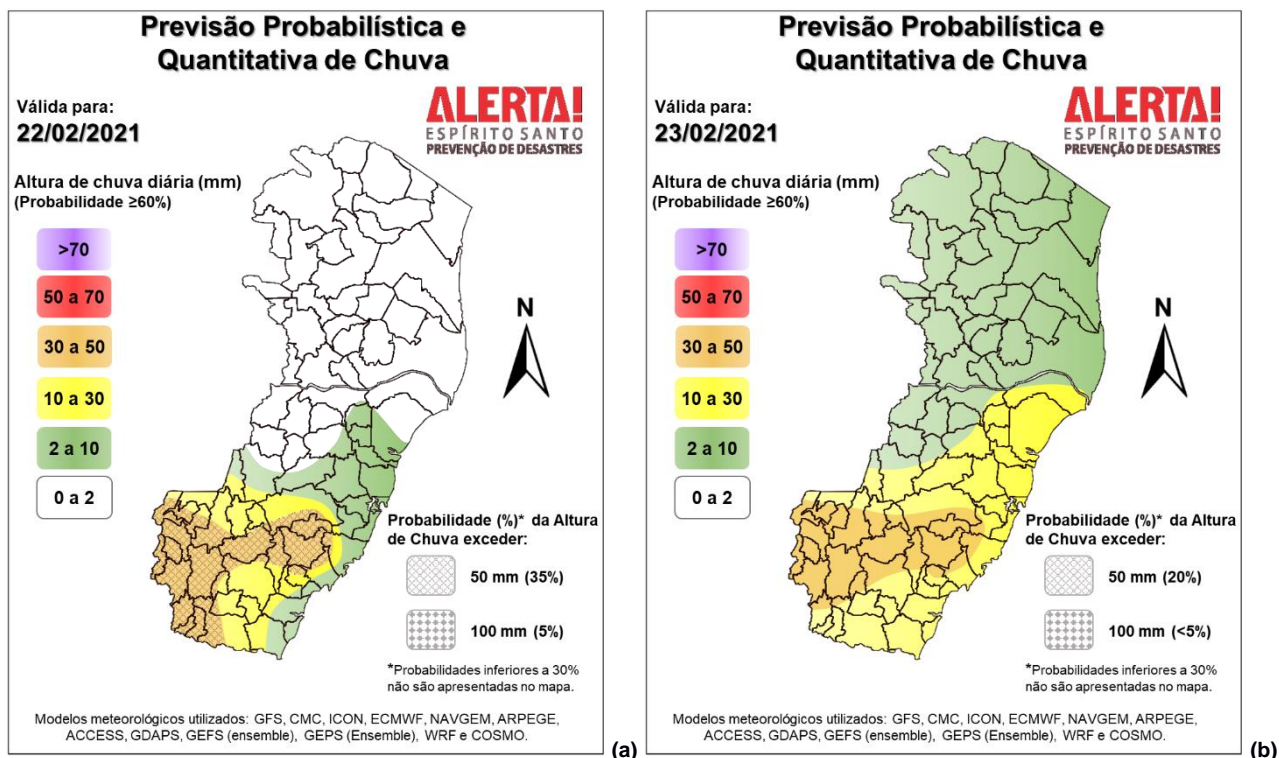 Previsão Probabilística e
Quantitativa de Chuva
Válida para:
22/02/2021
ALERTA!
ESPÍRITO SANTO
PREVENÇÃO DE DESASTRES
Altura de chuva diária (mm)
(Probabilidade ≥60%)
>70
50 a 70
30 a 50
10 a 30
2 a 10
0 a 2
N
Probabilidade (%)* da Altura
de Chuva exceder:
50 mm (35%)
100 mm (5%)
*Probabilidades inferiores a 30%
não são apresentadas no mapa.
Modelos meteorológicos utilizados: GFS, CMC, ICON, ECMWF, NAVGEM, ARPEGE,
ACCESS, GDAPS, GEFS (ensemble), GEPS (Ensemble), WRF e COSMO.
(a)
Previsão Probabilística e
Quantitativa de Chuva
Válida para:
23/02/2021
ALERTA!
ESPÍRITO SANTO
PREVENÇÃO DE DESASTRES
Altura de chuva diária (mm)
(Probabilidade ≥60%)
>70
50 a 70
30 a 50
10 a 30
2 a 10
0 a 2
N
Probabilidade (%)* da Altura
de Chuva exceder:
50 mm (20%)
100 mm (<5%)
*Probabilidades inferiores a 30%
não são apresentadas no mapa.
Modelos meteorológicos utilizados: GFS, CMC, ICON, ECMWF, NAVGEM, ARPEGE,
ACCESS, GDAPS, GEFS (ensemble), GEPS (Ensemble), WRF e COSMO.
(b)